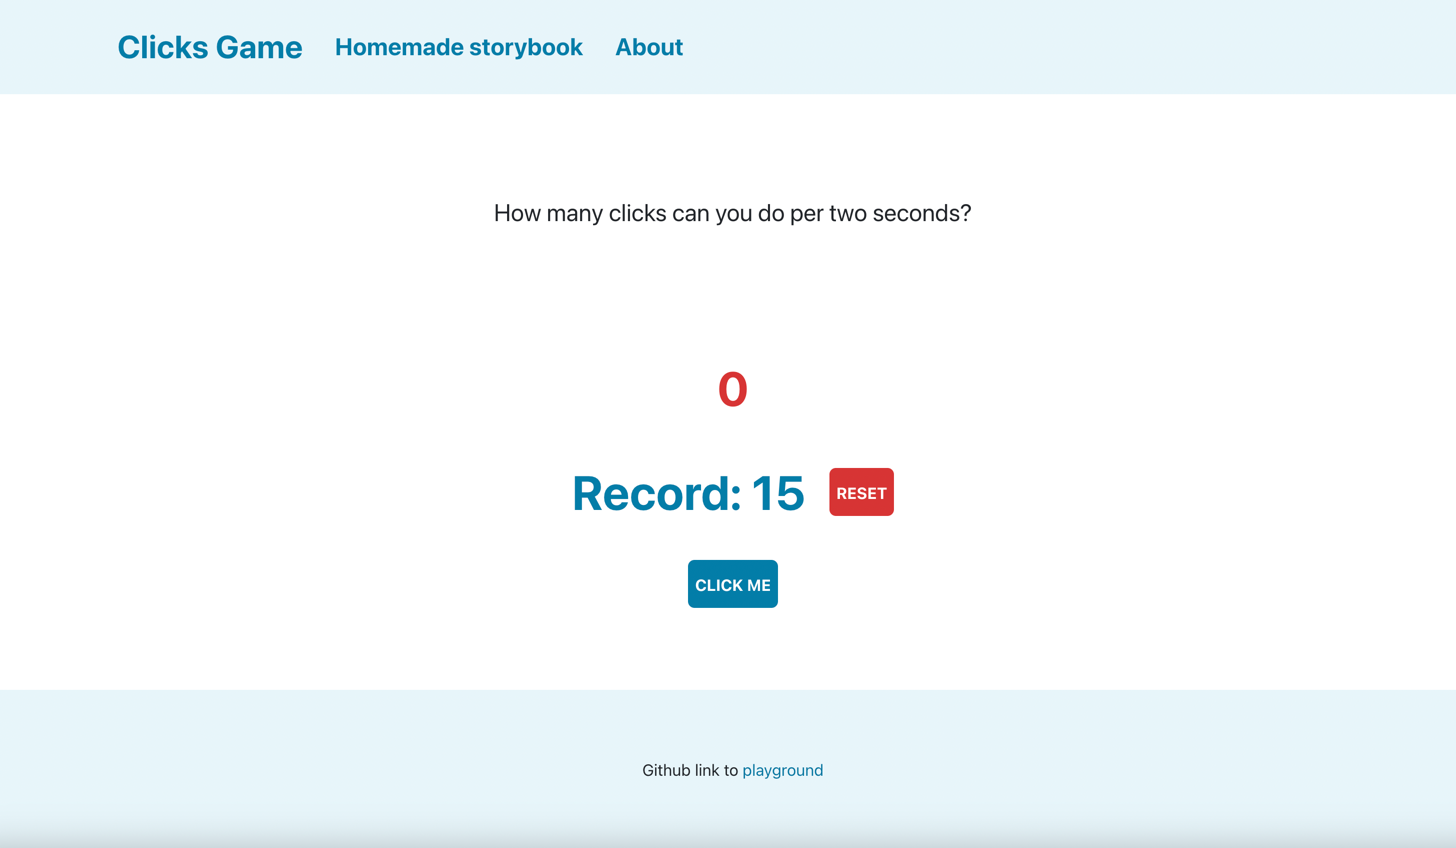 Clicks Game Homemade storybook About
How many clicks can you do per two seconds?
0
Record: 15 RESET
CLICK ME
Github link to playground